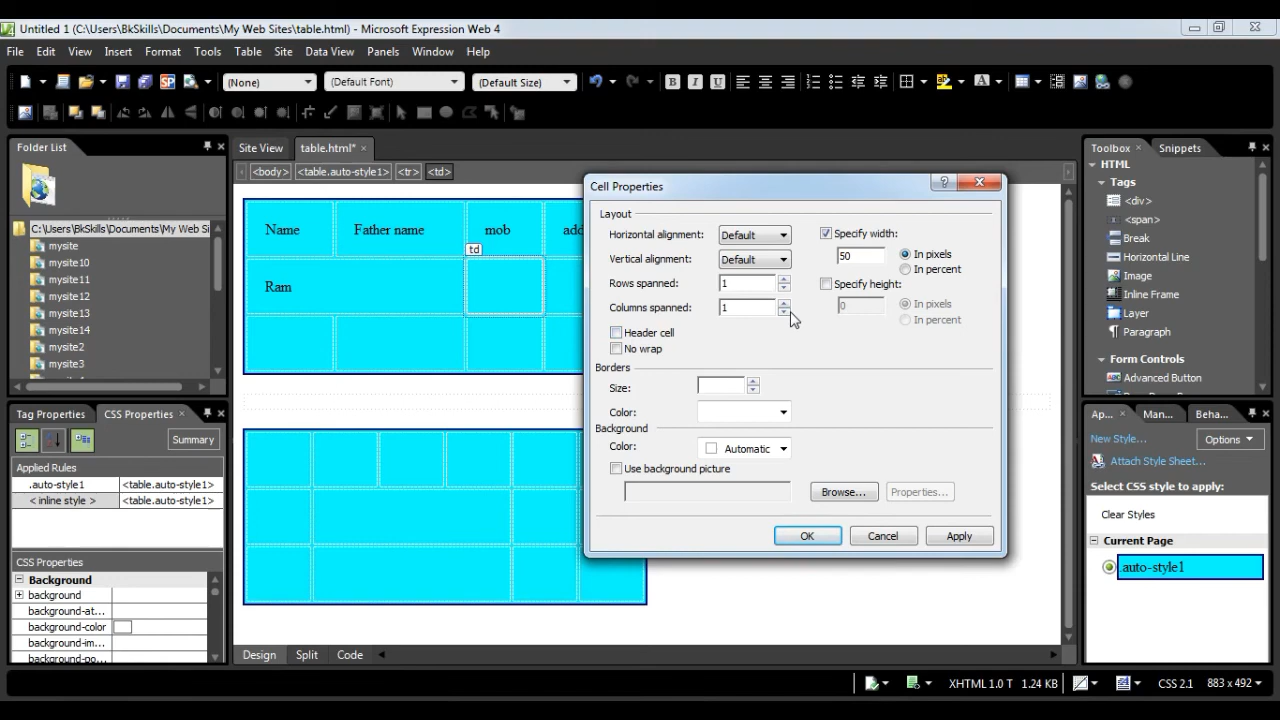 Untitled 1 (C:\Users\BkSkills\Documents\My Web Sites\table.html) - Microsoft Expression Web 4
File Edit View Insert Format Tools Table Site Data View Panels Window Help
(None) (Default Font) (Default Size)
Folder List
C:\Users\BkSkills\Documents\My Web Si
mysite
mysite10
mysite11
mysite12
mysite13
mysite14
mysite2
mysite3
Tag Properties CSS Properties
Summary
Applied Rules
.auto-style1 <table.auto-style1>
< inline style > <table.auto-style1>
CSS Properties
Background
background
background-at...
background-color
background-im...
background-po...
Site View table.html*
<body> <table.auto-style1> <tr> <td>
Name Father name mob add
td
Ram
Design Split Code
Cell Properties
Layout
Horizontal alignment: Default
Vertical alignment: Default
Rows spanned: 1
Columns spanned: 1
Header cell
No wrap
Specify width:
50 In pixels
In percent
Specify height:
0 In pixels
In percent
Borders
Size:
Color:
Background
Color: Automatic
Use background picture
Browse... Properties...
OK Cancel Apply
Toolbox Snippets
HTML
Tags
<div>
<span>
Break
Horizontal Line
Image
Inline Frame
Layer
Paragraph
Form Controls
Advanced Button
Ap... Man... Beha...
New Style... Options
Attach Style Sheet...
Select CSS style to apply:
Clear Styles
Current Page
.auto-style1
XHTML 1.0 T 1.24 KB CSS 2.1 883 x 492